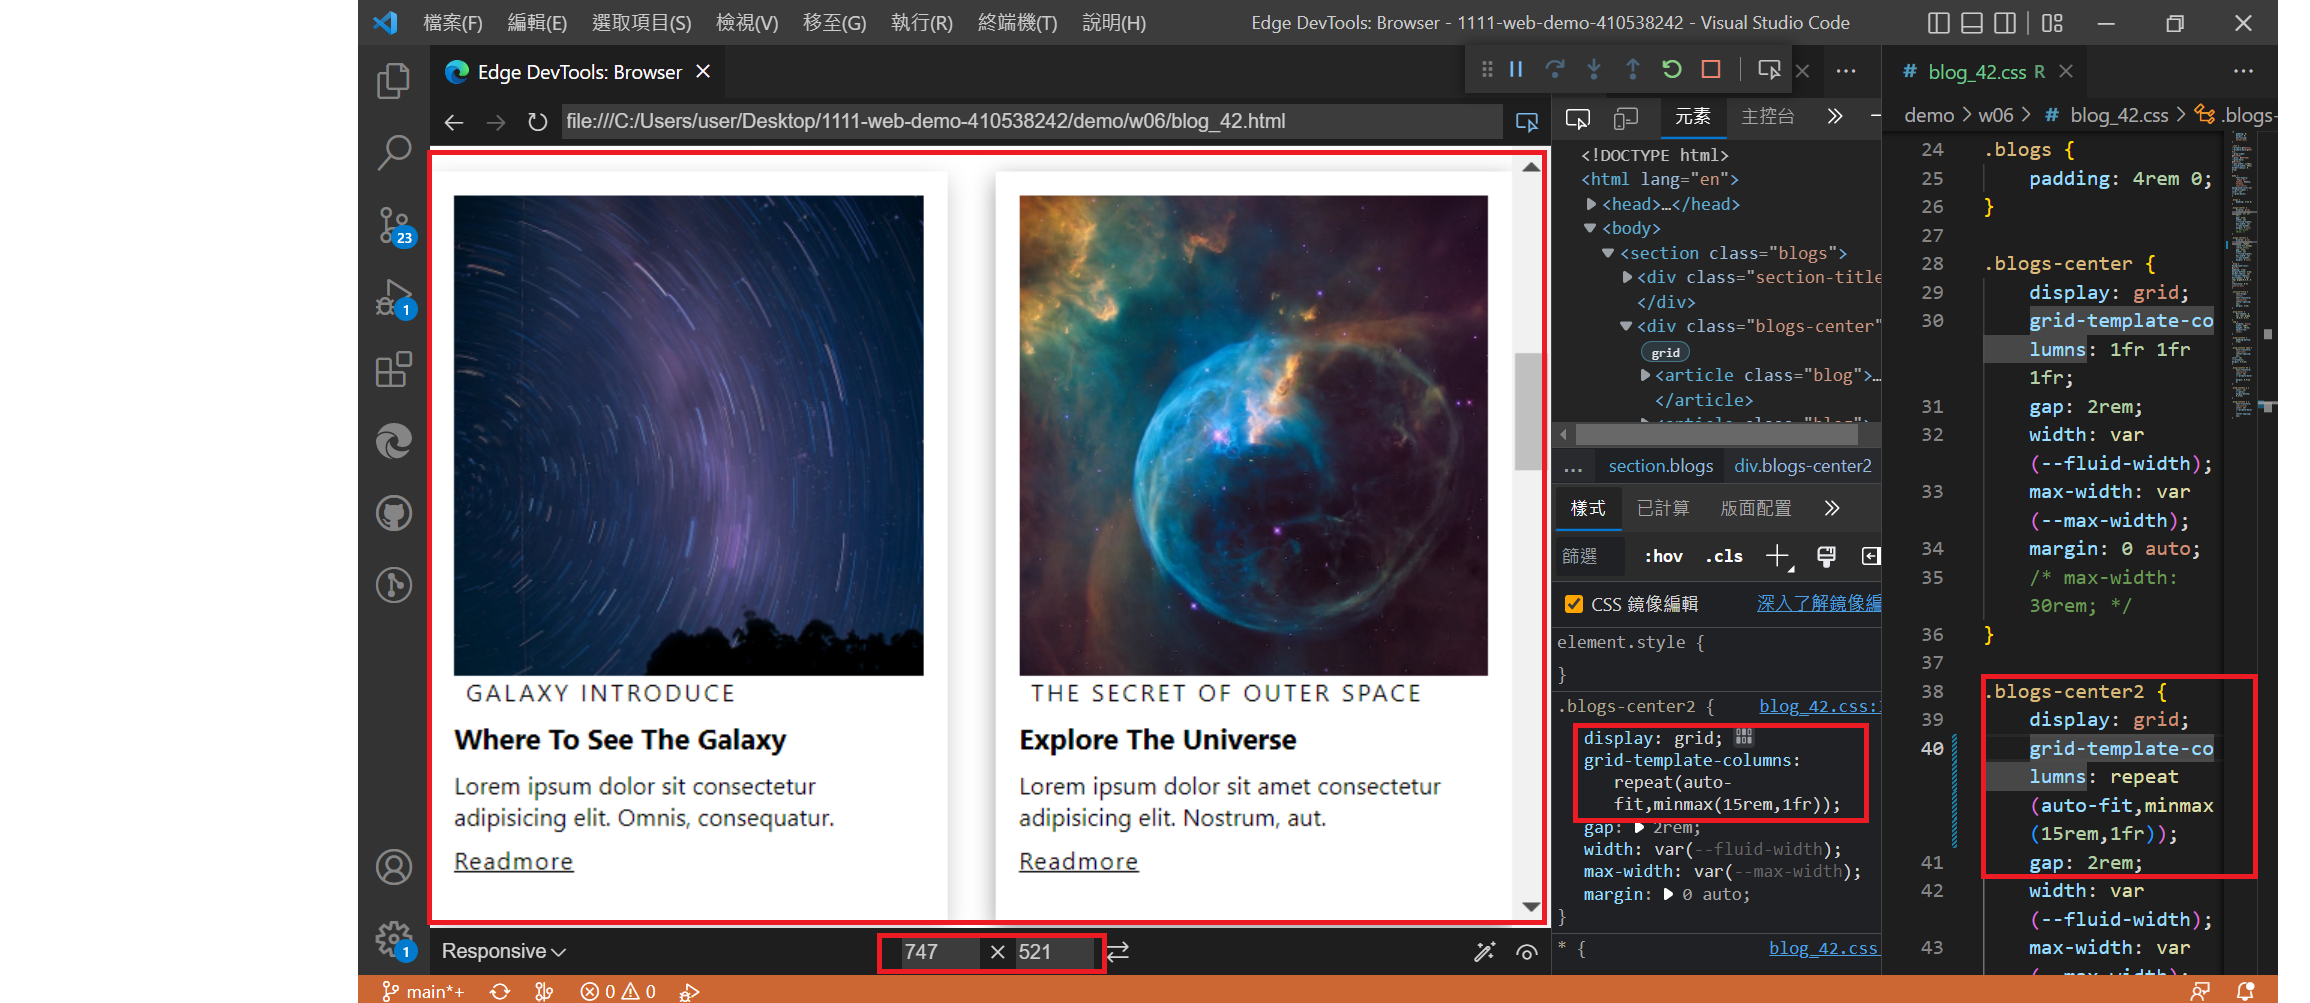 檔案(F) 編輯(E) 選取項目(S) 檢視(V) 移至(G) 執行(R) 終端機(T) 說明(H) Edge DevTools: Browser - 1111-web-demo-410538242 - Visual Studio Code
Edge DevTools: Browser
file:///C:/Users/user/Desktop/1111-web-demo-410538242/demo/w06/blog_42.html
23
1
1
GALAXY INTRODUCE
Where To See The Galaxy
Lorem ipsum dolor sit consectetur
adipisicing elit. Omnis, consequatur.
Readmore
THE SECRET OF OUTER SPACE
Explore The Universe
Lorem ipsum dolor sit amet consectetur
adipisicing elit. Nostrum, aut.
Readmore
Responsive 747 × 521
元素 主控台
<!DOCTYPE html>
<html lang="en">
<head>…</head>
<body>
<section class="blogs">
<div class="section-title
</div>
<div class="blogs-center"
grid
<article class="blog">…
</article>
<article class="blog">
... section.blogs div.blogs-center2
樣式 已計算 版面配置
篩選 :hov .cls
CSS 鏡像編輯 深入了解鏡像編
element.style {
}
.blogs-center2 { blog_42.css:
display: grid;
grid-template-columns:
repeat(auto-
fit,minmax(15rem,1fr));
gap: 2rem;
width: var(--fluid-width);
max-width: var(--max-width);
margin: 0 auto;
}
* { blog_42.css
# blog_42.css R
demo > w06 > # blog_42.css > .blogs-
24 .blogs {
25 padding: 4rem 0;
26 }
27
28 .blogs-center {
29 display: grid;
30 grid-template-co
lumns: 1fr 1fr
1fr;
31 gap: 2rem;
32 width: var
(--fluid-width);
33 max-width: var
(--max-width);
34 margin: 0 auto;
35 /* max-width:
30rem; */
36 }
37
38 .blogs-center2 {
39 display: grid;
40 grid-template-co
lumns: repeat
(auto-fit,minmax
(15rem,1fr));
41 gap: 2rem;
42 width: var
(--fluid-width);
43 max-width: var
(--max-width);
main*+ 0 0